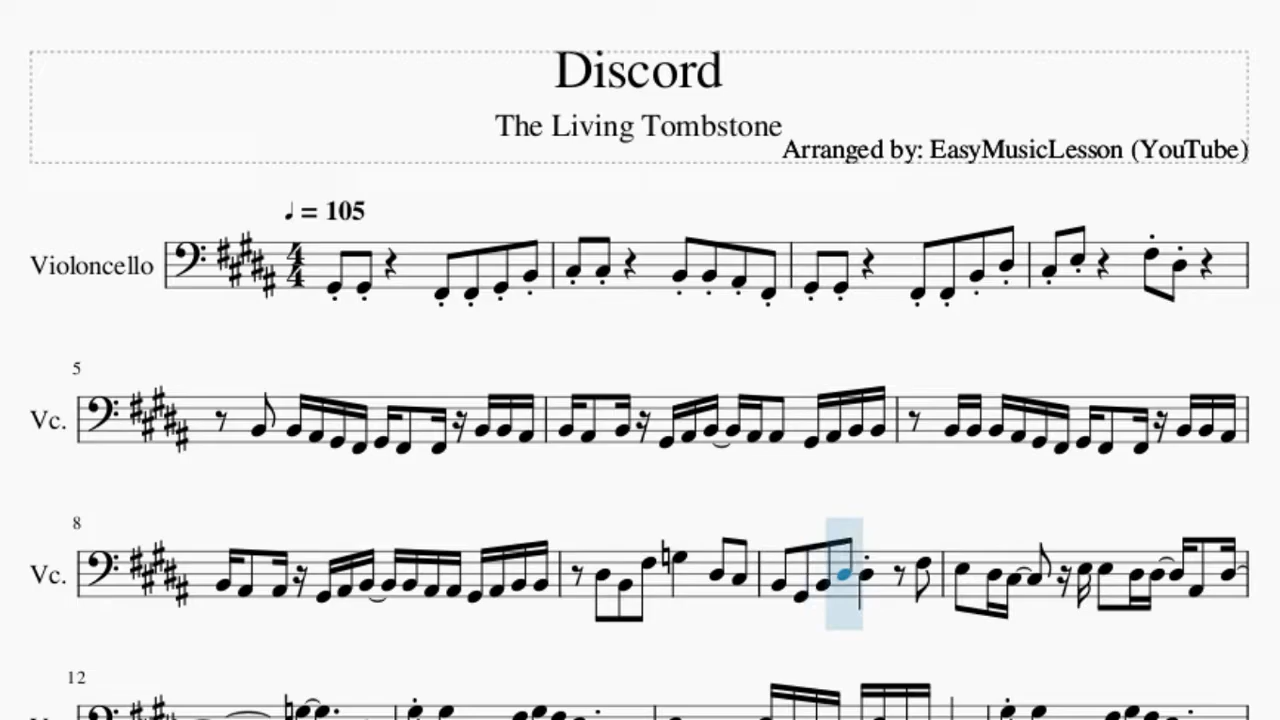 Discord
The Living Tombstone
Arranged by: EasyMusicLesson (YouTube)
♩ = 105
Violoncello
5
Vc.
8
Vc.
12